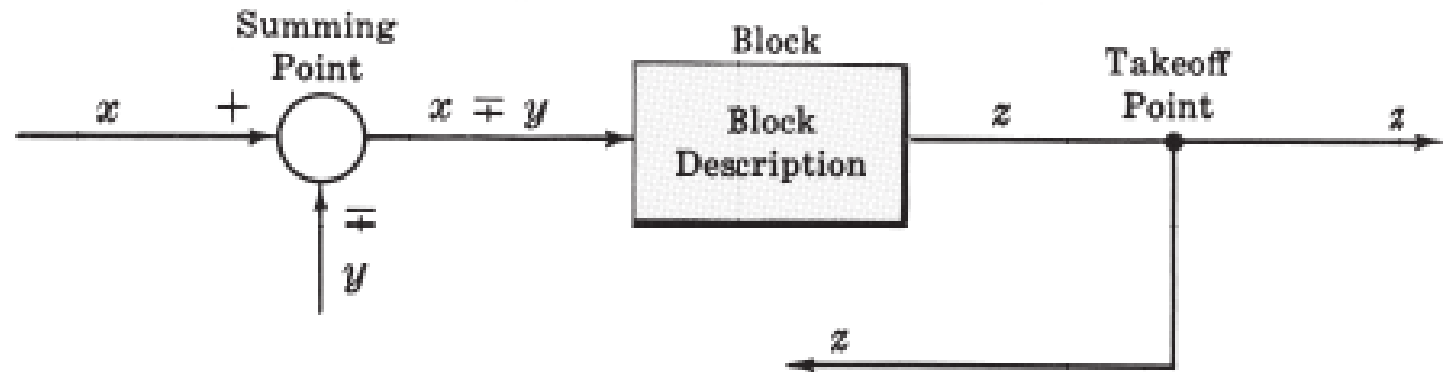 Summing
Point
Block
Takeoff
Point
x + x ∓ y
Block
Description
z
z
∓
y
z